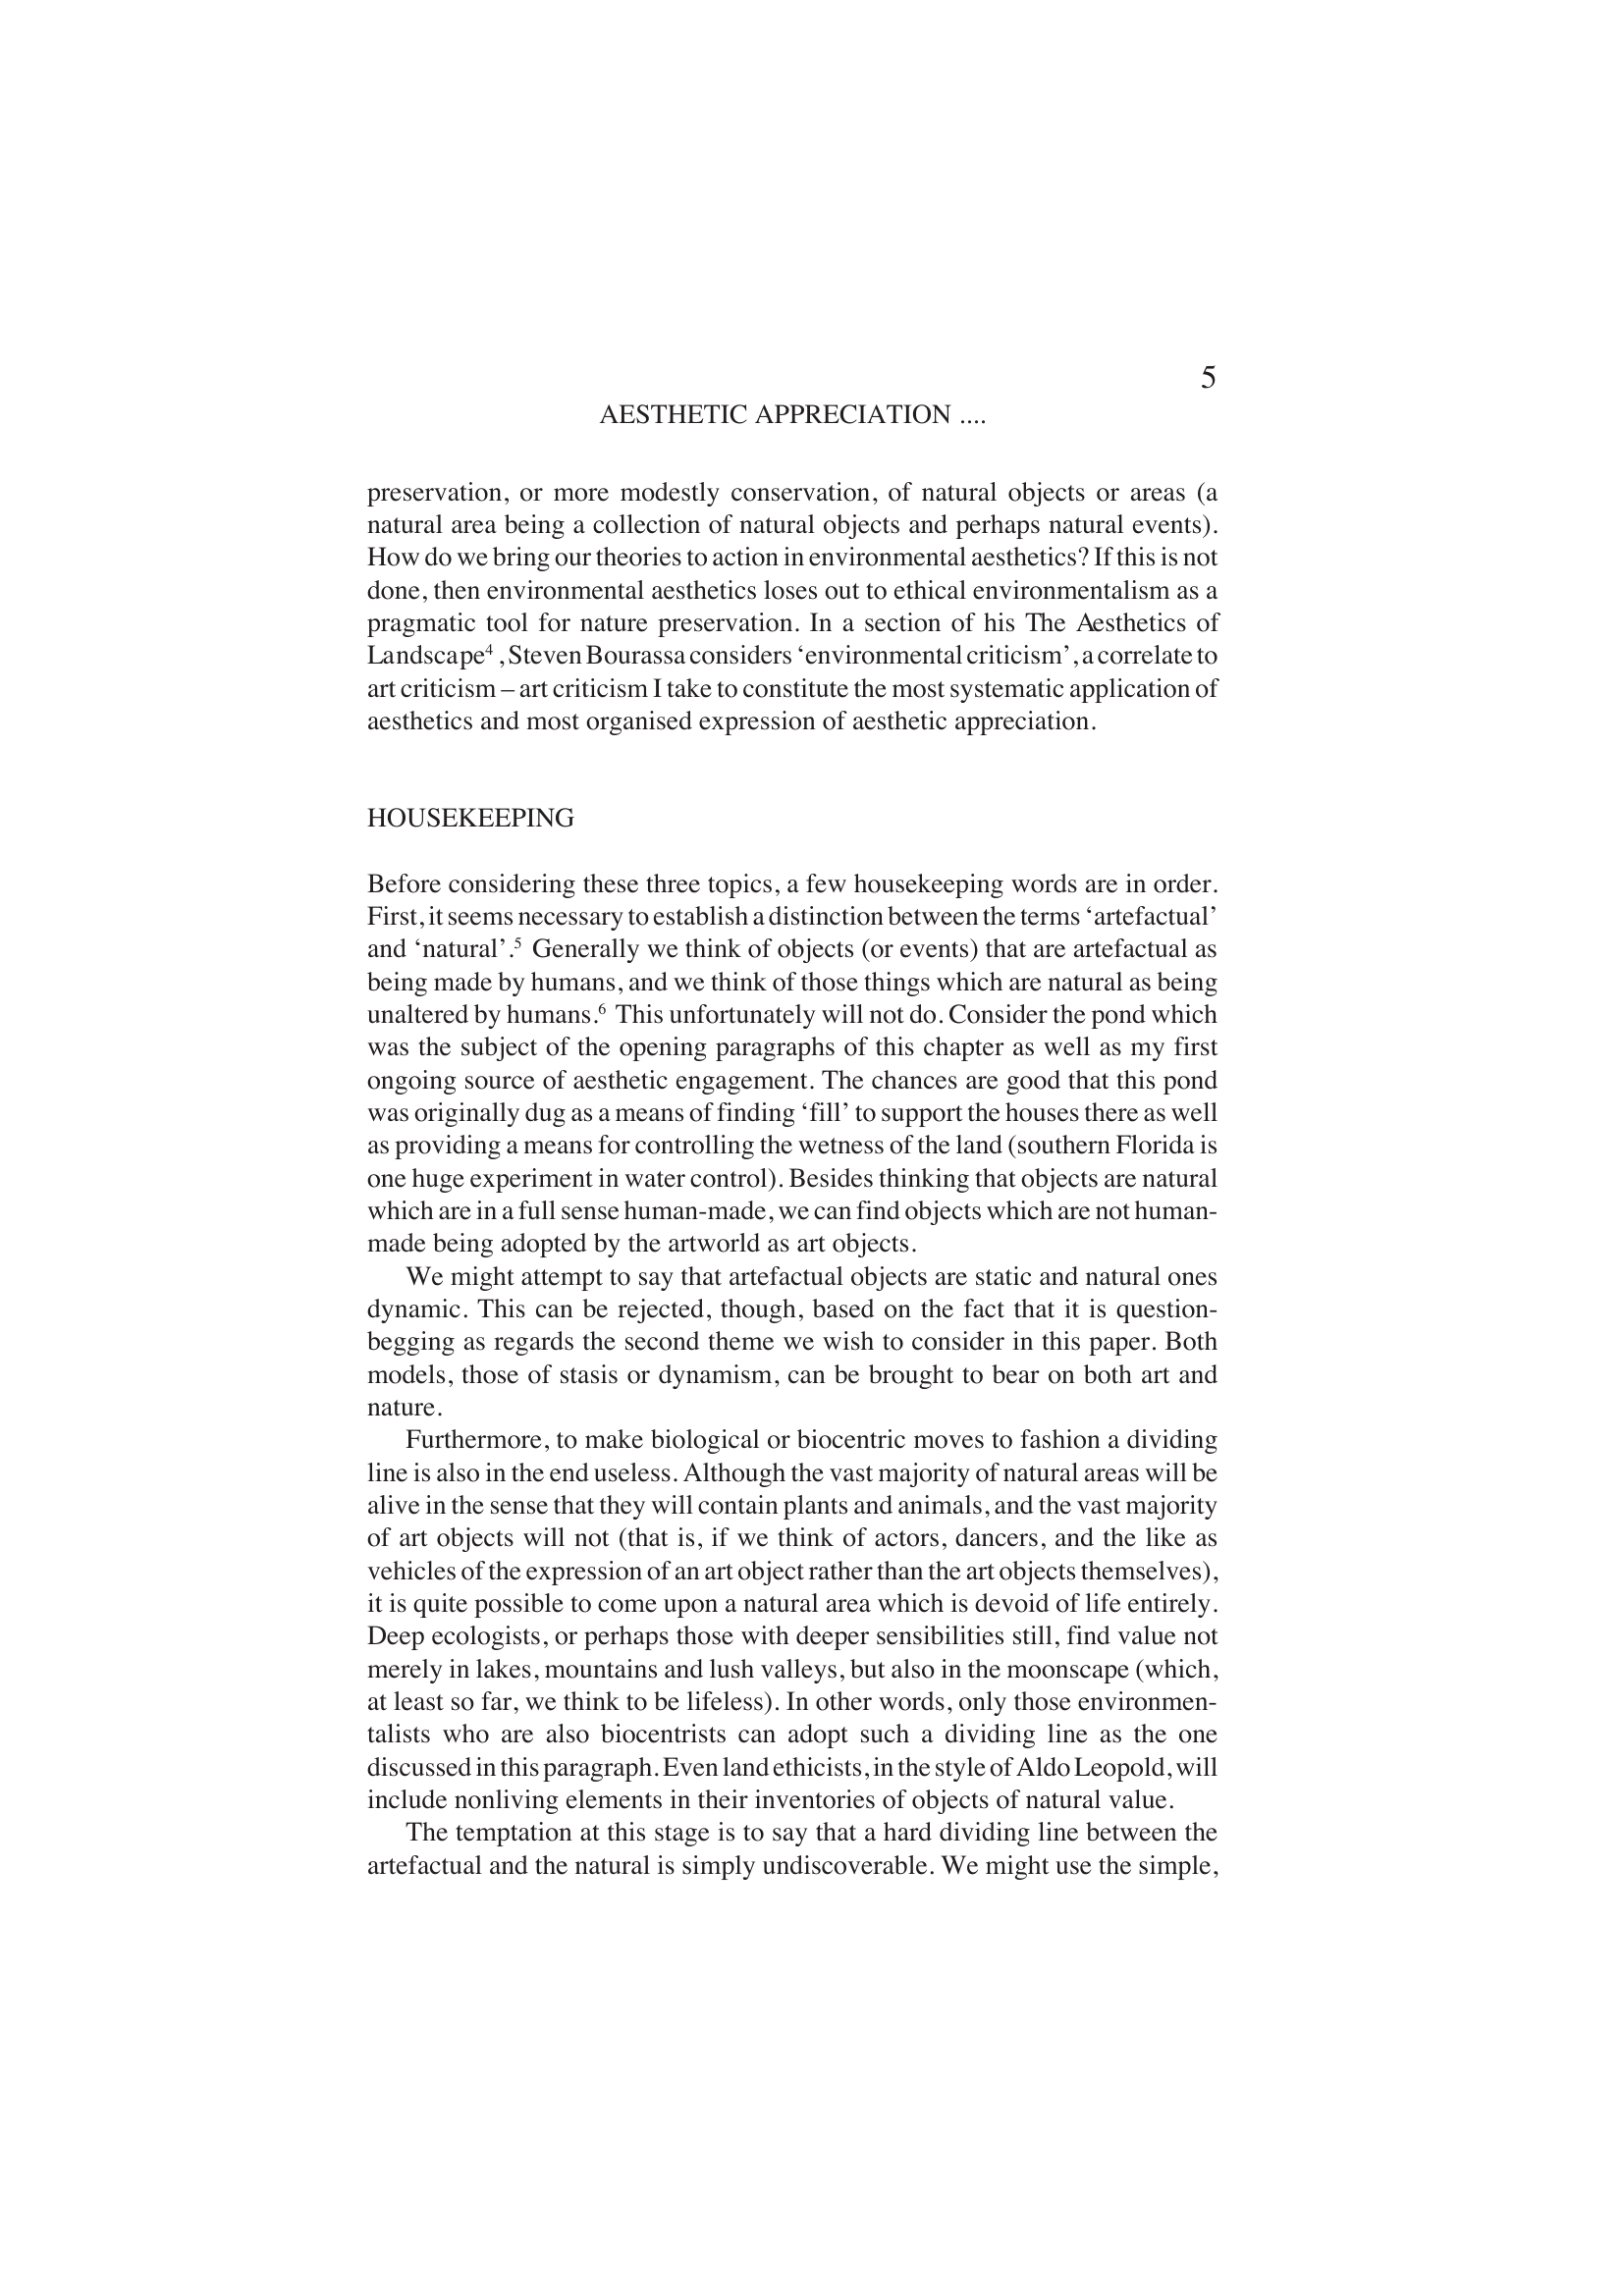 5
AESTHETIC APPRECIATION ....
preservation, or more modestly conservation, of natural objects or areas (a
natural area being a collection of natural objects and perhaps natural events).
How do we bring our theories to action in environmental aesthetics? If this is not
done, then environmental aesthetics loses out to ethical environmentalism as a
pragmatic tool for nature preservation. In a section of his The Aesthetics of
Landscape⁴ , Steven Bourassa considers ‘environmental criticism’, a correlate to
art criticism – art criticism I take to constitute the most systematic application of
aesthetics and most organised expression of aesthetic appreciation.
HOUSEKEEPING
Before considering these three topics, a few housekeeping words are in order.
First, it seems necessary to establish a distinction between the terms ‘artefactual’
and ‘natural’.⁵ Generally we think of objects (or events) that are artefactual as
being made by humans, and we think of those things which are natural as being
unaltered by humans.⁶ This unfortunately will not do. Consider the pond which
was the subject of the opening paragraphs of this chapter as well as my first
ongoing source of aesthetic engagement. The chances are good that this pond
was originally dug as a means of finding ‘fill’ to support the houses there as well
as providing a means for controlling the wetness of the land (southern Florida is
one huge experiment in water control). Besides thinking that objects are natural
which are in a full sense human-made, we can find objects which are not human-
made being adopted by the artworld as art objects.
We might attempt to say that artefactual objects are static and natural ones
dynamic. This can be rejected, though, based on the fact that it is question-
begging as regards the second theme we wish to consider in this paper. Both
models, those of stasis or dynamism, can be brought to bear on both art and
nature.
Furthermore, to make biological or biocentric moves to fashion a dividing
line is also in the end useless. Although the vast majority of natural areas will be
alive in the sense that they will contain plants and animals, and the vast majority
of art objects will not (that is, if we think of actors, dancers, and the like as
vehicles of the expression of an art object rather than the art objects themselves),
it is quite possible to come upon a natural area which is devoid of life entirely.
Deep ecologists, or perhaps those with deeper sensibilities still, find value not
merely in lakes, mountains and lush valleys, but also in the moonscape (which,
at least so far, we think to be lifeless). In other words, only those environmen-
talists who are also biocentrists can adopt such a dividing line as the one
discussed in this paragraph. Even land ethicists, in the style of Aldo Leopold, will
include nonliving elements in their inventories of objects of natural value.
The temptation at this stage is to say that a hard dividing line between the
artefactual and the natural is simply undiscoverable. We might use the simple,